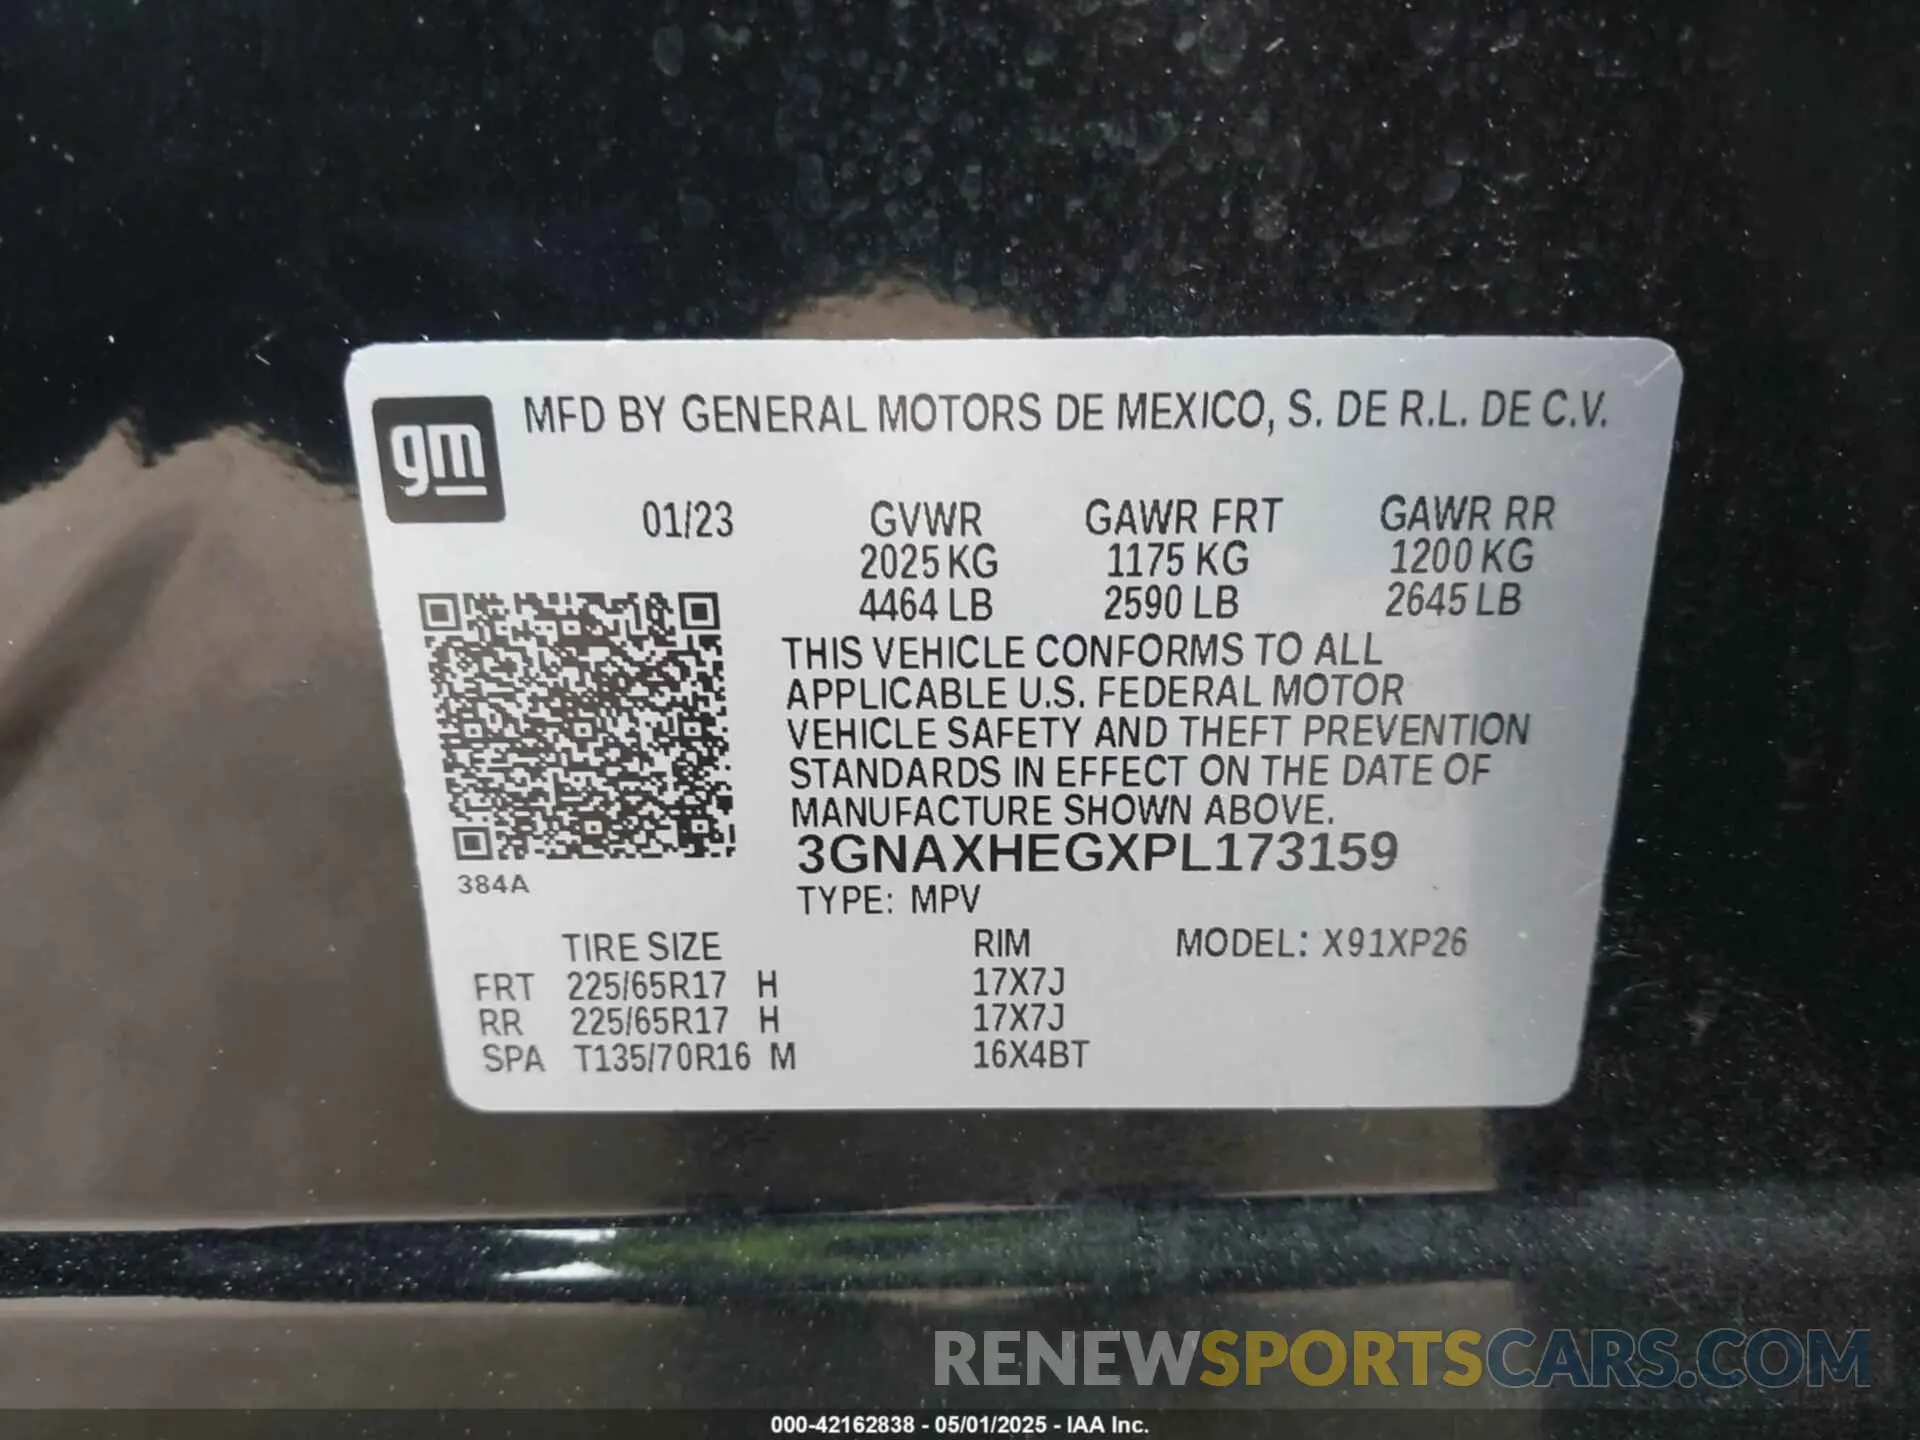 gm
MFD BY GENERAL MOTORS DE MEXICO, S. DE R.L. DE C.V.
01/23 GVWR GAWR FRT GAWR RR
2025 KG 1175 KG 1200 KG
4464 LB 2590 LB 2645 LB
THIS VEHICLE CONFORMS TO ALL
APPLICABLE U.S. FEDERAL MOTOR
VEHICLE SAFETY AND THEFT PREVENTION
STANDARDS IN EFFECT ON THE DATE OF
MANUFACTURE SHOWN ABOVE.
3GNAXHEGXPL173159
384A
TYPE: MPV
TIRE SIZE RIM MODEL: X91XP26
FRT 225/65R17 H 17X7J
RR 225/65R17 H 17X7J
SPA T135/70R16 M 16X4BT
RENEWSPORTSCARS.COM
000-42162838 - 05/01/2025 - IAA Inc.